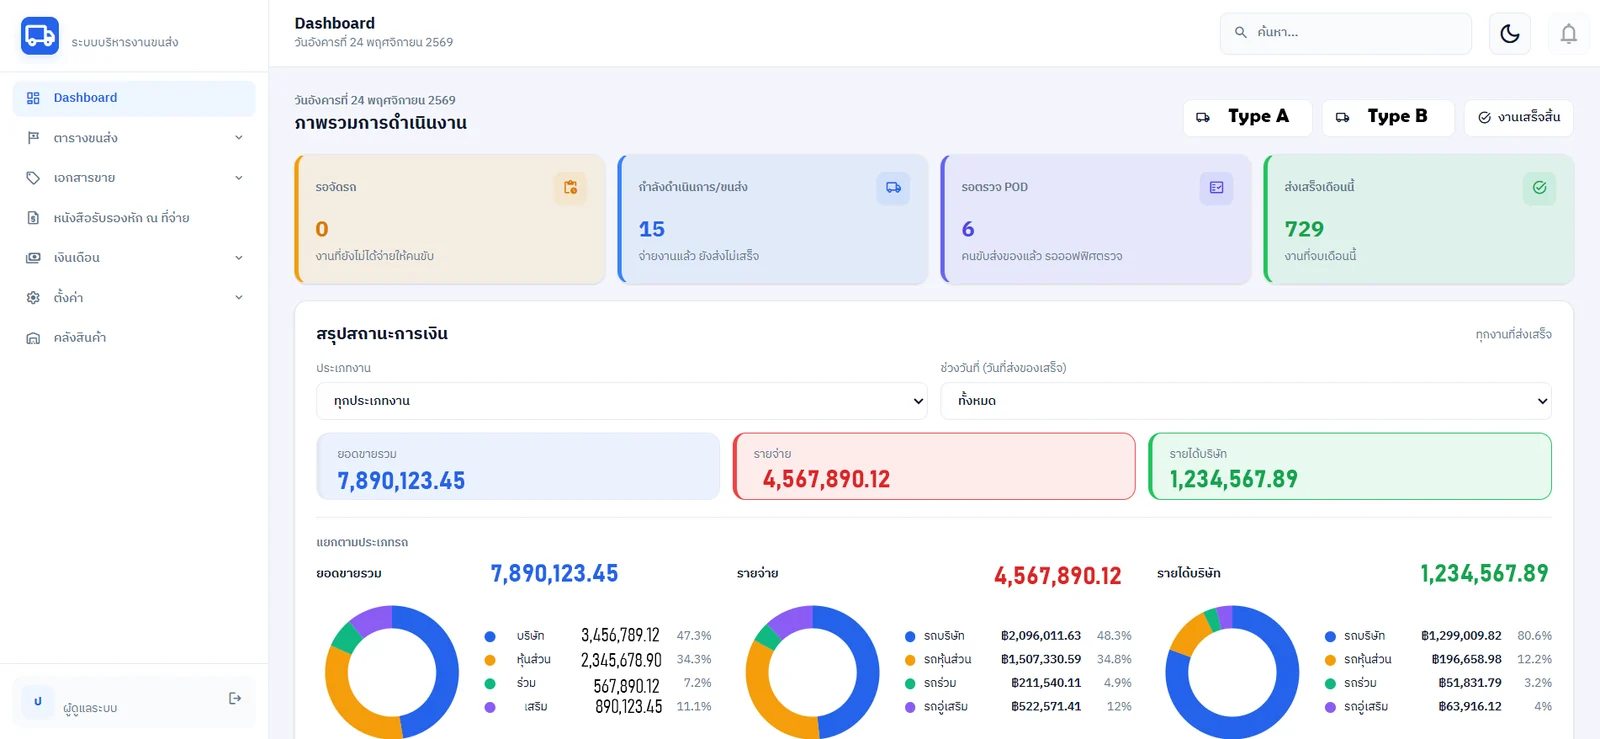 ระบบบริหารงานขนส่ง
Dashboard
ตารางขนส่ง
เอกสารขาย
หนังสือรับรองหัก ณ ที่จ่าย
เงินเดือน
ตั้งค่า
คลังสินค้า
ป
ผู้ดูแลระบบ
Dashboard
วันอังคารที่ 24 พฤศจิกายน 2569
ค้นหา...
วันอังคารที่ 24 พฤศจิกายน 2569
ภาพรวมการดำเนินงาน
Type A
Type B
งานเสร็จสิ้น
รอจัดรถ
0
งานที่ยังไม่ได้จ่ายให้คนขับ
กำลังดำเนินการ/ขนส่ง
15
จ่ายงานแล้ว ยังส่งไม่เสร็จ
รอตรวจ POD
6
คนขับส่งของแล้ว รอออฟฟิศตรวจ
ส่งเสร็จเดือนนี้
729
งานที่จบเดือนนี้
สรุปสถานะการเงิน
ทุกงานที่ส่งเสร็จ
ประเภทงาน
ทุกประเภทงาน
ช่วงวันที่ (วันที่ส่งของเสร็จ)
ทั้งหมด
ยอดขายรวม
7,890,123.45
รายจ่าย
4,567,890.12
รายได้บริษัท
1,234,567.89
แยกตามประเภทรถ
ยอดขายรวม 7,890,123.45
บริษัท 3,456,789.12 47.3%
หุ้นส่วน 2,345,678.90 34.3%
ร่วม 567,890.12 7.2%
เสริม 890,123.45 11.1%
รายจ่าย 4,567,890.12
รถบริษัท ฿2,096,011.63 48.3%
รถหุ้นส่วน ฿1,507,330.59 34.8%
รถร่วม ฿211,540.11 4.9%
รถอู่เสริม ฿522,571.41 12%
รายได้บริษัท 1,234,567.89
รถบริษัท ฿1,299,009.82 80.6%
รถหุ้นส่วน ฿196,658.98 12.2%
รถร่วม ฿51,831.79 3.2%
รถอู่เสริม ฿63,916.12 4%